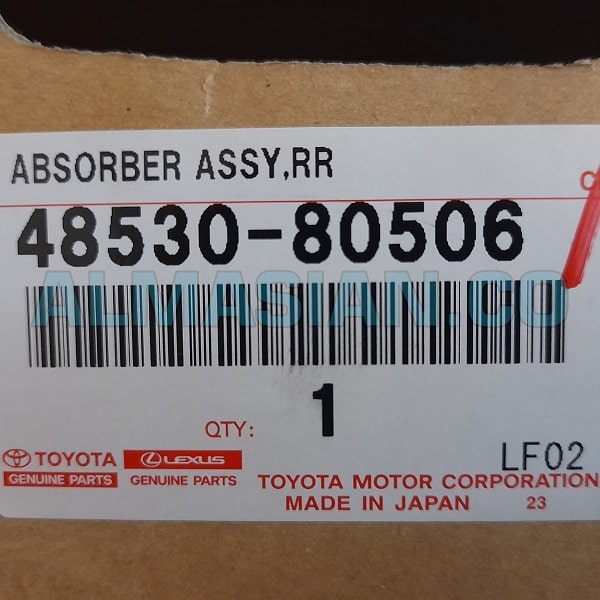 ABSORBER ASSY,RR
48530-80506
ALMASIAN.CO
QTY: 1
TOYOTA LEXUS LF02
GENUINE PARTS GENUINE PARTS TOYOTA MOTOR CORPORATION
MADE IN JAPAN 23